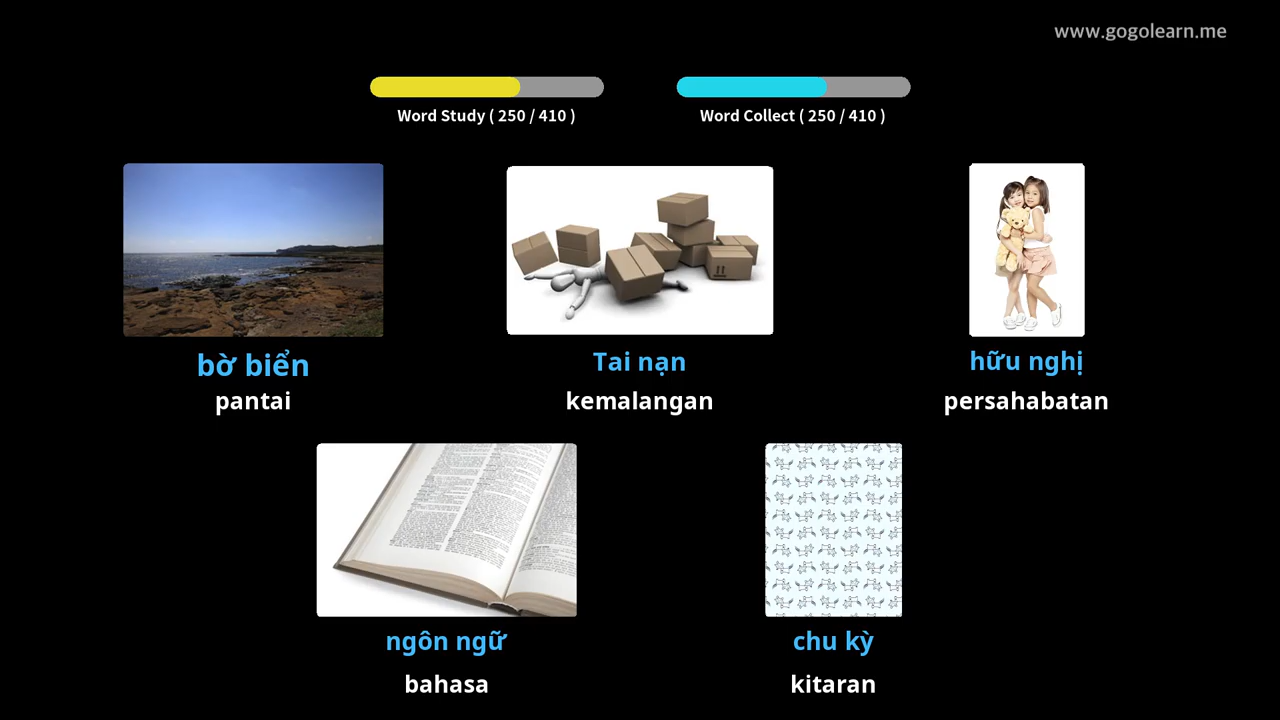 www.gogolearn.me
Word Study ( 250 / 410 )
Word Collect ( 250 / 410 )
bờ biển
pantai
Tai nạn
kemalangan
hữu nghị
persahabatan
ngôn ngữ
bahasa
chu kỳ
kitaran